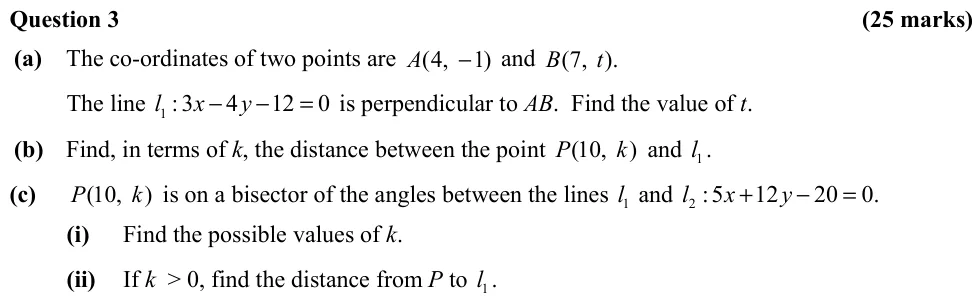 Question 3 (25 marks)
(a) The co-ordinates of two points are A(4, −1) and B(7, t).
The line l₁ : 3x − 4y − 12 = 0 is perpendicular to AB. Find the value of t.
(b) Find, in terms of k, the distance between the point P(10, k) and l₁.
(c) P(10, k) is on a bisector of the angles between the lines l₁ and l₂ : 5x + 12y − 20 = 0.
(i) Find the possible values of k.
(ii) If k > 0, find the distance from P to l₁.